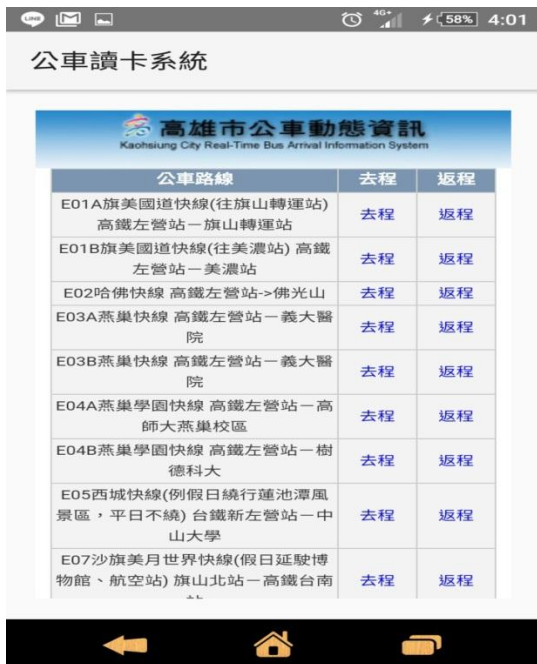 LINE
4G+
58%
4:01
公車讀卡系統
高雄市公車動態資訊
Kaohsiung City Real-Time Bus Arrival Information System
公車路線 去程 返程
E01A旗美國道快線(往旗山轉運站)
高鐵左營站－旗山轉運站
去程 返程
E01B旗美國道快線(往美濃站) 高鐵
左營站－美濃站
去程 返程
E02哈佛快線 高鐵左營站->佛光山 去程 返程
E03A燕巢快線 高鐵左營站－義大醫
院
去程 返程
E03B燕巢快線 高鐵左營站－義大醫
院
去程 返程
E04A燕巢學園快線 高鐵左營站－高
師大燕巢校區
去程 返程
E04B燕巢學園快線 高鐵左營站－樹
德科大
去程 返程
E05西城快線(例假日繞行蓮池潭風
景區，平日不繞) 台鐵新左營站－中
山大學
去程 返程
E07沙旗美月世界快線(假日延駛博
物館、航空站) 旗山北站－高鐵台南
去程 返程